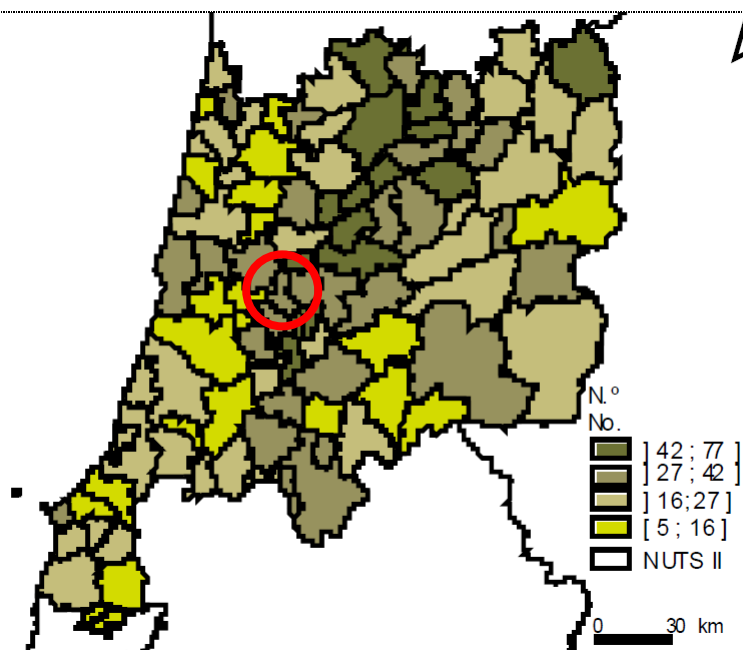 N.º
No.
] 42 ; 77 ]
] 27 ; 42 ]
] 16; 27 ]
[ 5 ; 16 ]
NUTS II
0 30 km